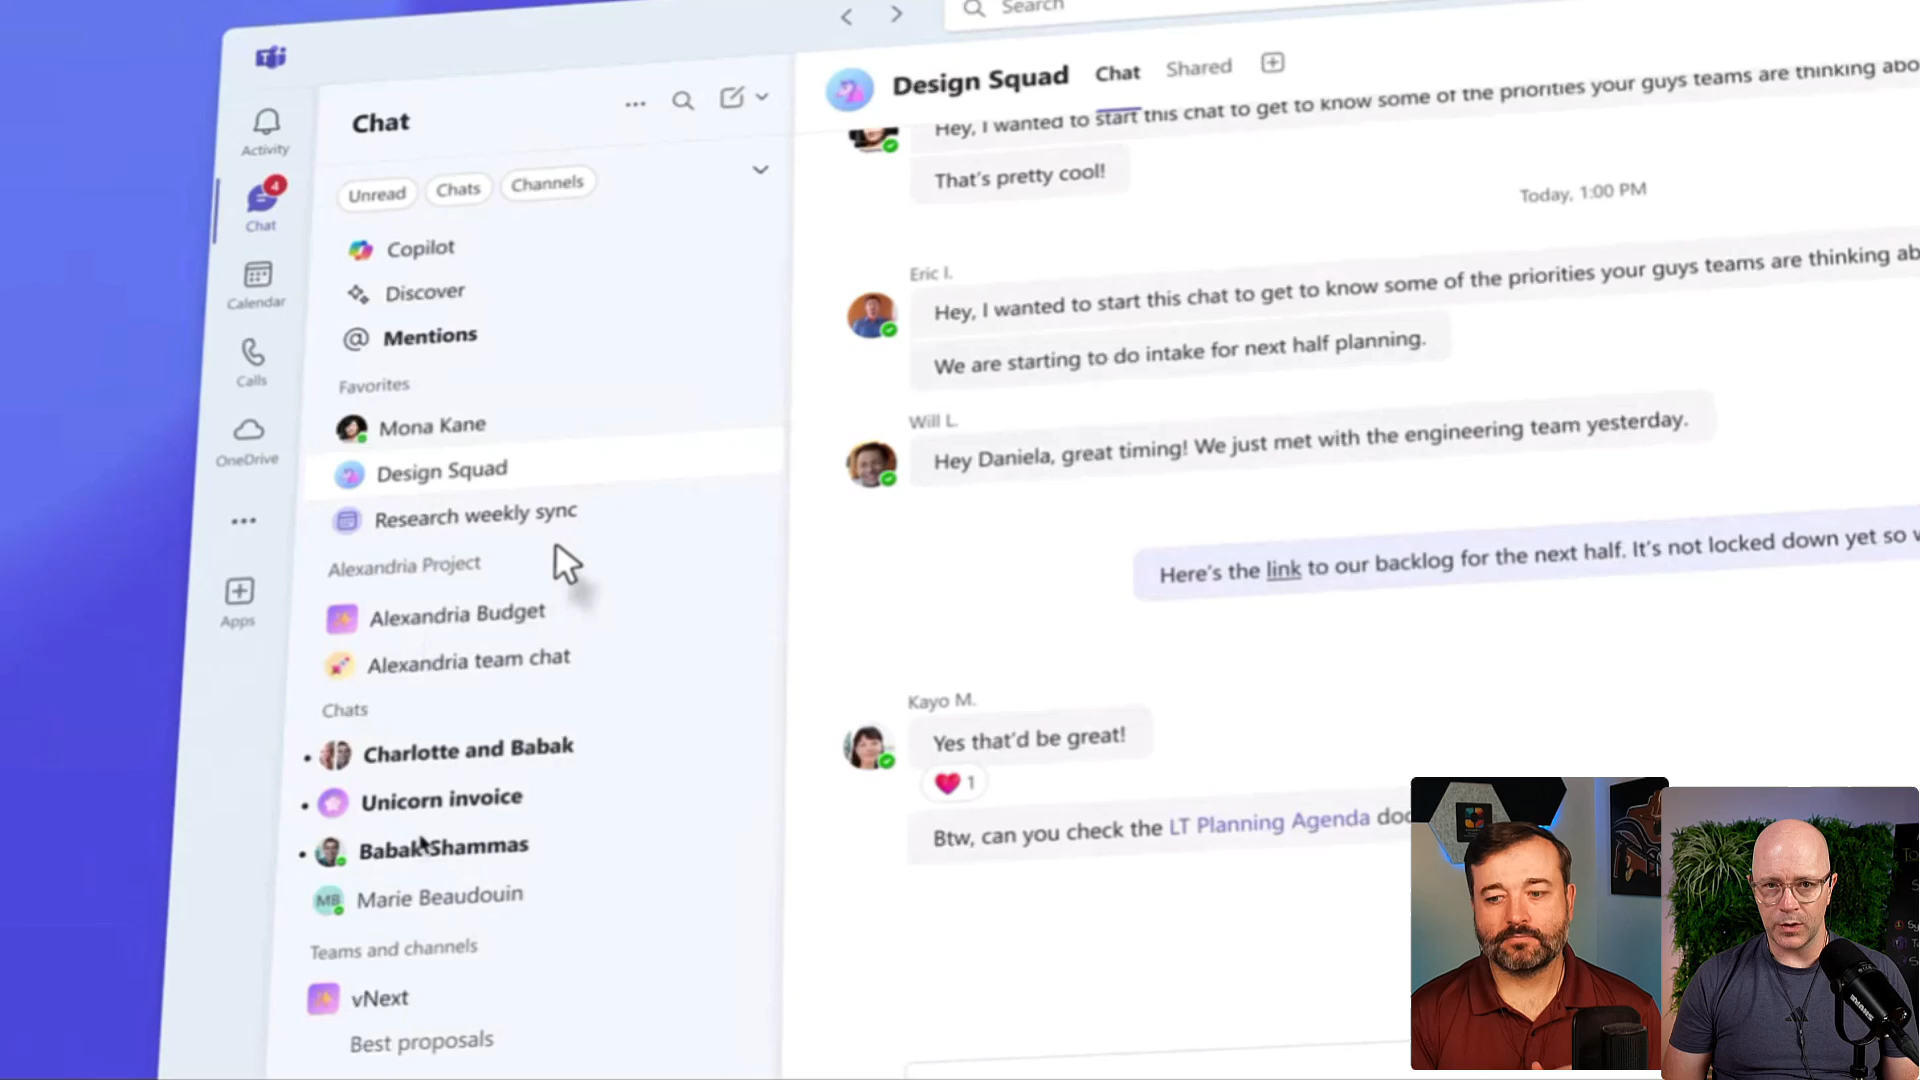 Search
Activity
4
Chat
Calendar
Calls
OneDrive
Apps
Chat
Unread
Chats
Channels
Copilot
Discover
@ Mentions
Favorites
Mona Kane
Design Squad
Research weekly sync
Alexandria Project
Alexandria Budget
Alexandria team chat
Chats
Charlotte and Babak
Unicorn invoice
Babak Shammas
MB Marie Beaudouin
Teams and channels
vNext
Best proposals
Design Squad Chat Shared
Hey, I wanted to start this chat to get to know some of the priorities your guys teams are thinking abo
That's pretty cool!
Today, 1:00 PM
Eric I.
Hey, I wanted to start this chat to get to know some of the priorities your guys teams are thinking ab
We are starting to do intake for next half planning.
Will L.
Hey Daniela, great timing! We just met with the engineering team yesterday.
Here's the link to our backlog for the next half. It's not locked down yet so
Kayo M.
Yes that'd be great!
1
Btw, can you check the LT Planning Agenda doc